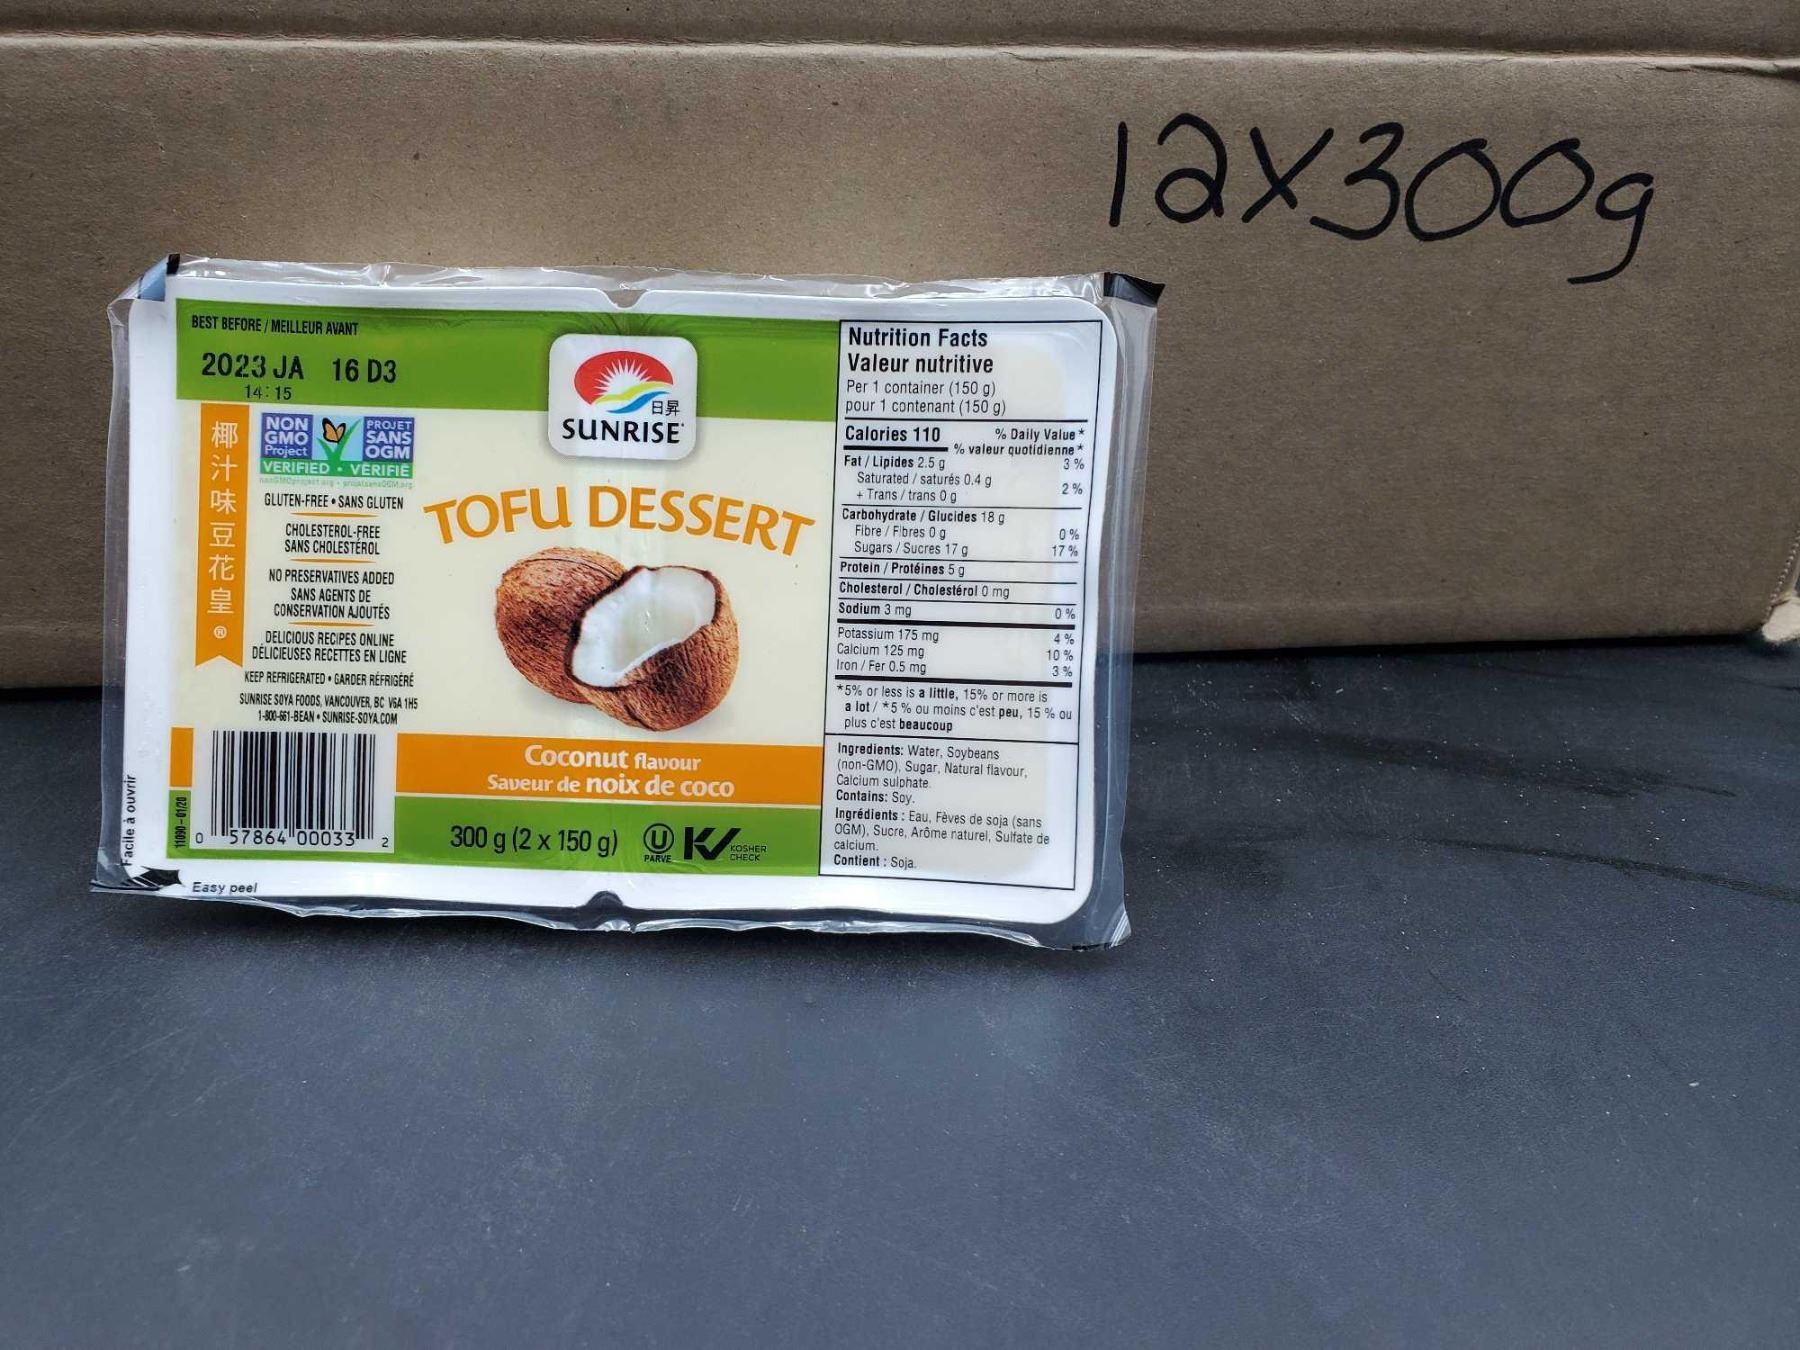 12X300g
BEST BEFORE / MEILLEUR AVANT
2023 JA 16 D3
14:15
椰汁味豆花皇®
NON GMO Project
PROJET SANS OGM
VERIFIED • VÉRIFIÉ
nonGMOproject.org - projetsansOGM.org
GLUTEN-FREE • SANS GLUTEN
CHOLESTEROL-FREE
SANS CHOLESTÉROL
NO PRESERVATIVES ADDED
SANS AGENTS DE
CONSERVATION AJOUTÉS
DELICIOUS RECIPES ONLINE
DÉLICIEUSES RECETTES EN LIGNE
KEEP REFRIGERATED • GARDER RÉFRIGÉRÉ
SUNRISE SOYA FOODS, VANCOUVER, BC V6A 1H5
1-800-661-BEAN • SUNRISE-SOYA.COM
11090-01/20
0 57864 00033 2
Facile à ouvrir
Easy peel
日昇
SUNRISE
TOFU DESSERT
Coconut flavour
Saveur de noix de coco
300 g (2 x 150 g)
U
PARVE
K
KOSHER
CHECK
Nutrition Facts
Valeur nutritive
Per 1 container (150 g)
pour 1 contenant (150 g)
Calories 110 % Daily Value*
% valeur quotidienne*
Fat / Lipides 2.5 g 3 %
Saturated / saturés 0.4 g
+ Trans / trans 0 g 2 %
Carbohydrate / Glucides 18 g
Fibre / Fibres 0 g 0 %
Sugars / Sucres 17 g 17 %
Protein / Protéines 5 g
Cholesterol / Cholestérol 0 mg
Sodium 3 mg 0 %
Potassium 175 mg 4 %
Calcium 125 mg 10 %
Iron / Fer 0.5 mg 3 %
*5% or less is a little, 15% or more is
a lot / *5 % ou moins c'est peu, 15 % ou
plus c'est beaucoup
Ingredients: Water, Soybeans
(non-GMO), Sugar, Natural flavour,
Calcium sulphate.
Contains: Soy.
Ingrédients : Eau, Fèves de soja (sans
OGM), Sucre, Arôme naturel, Sulfate de
calcium.
Contient : Soja.